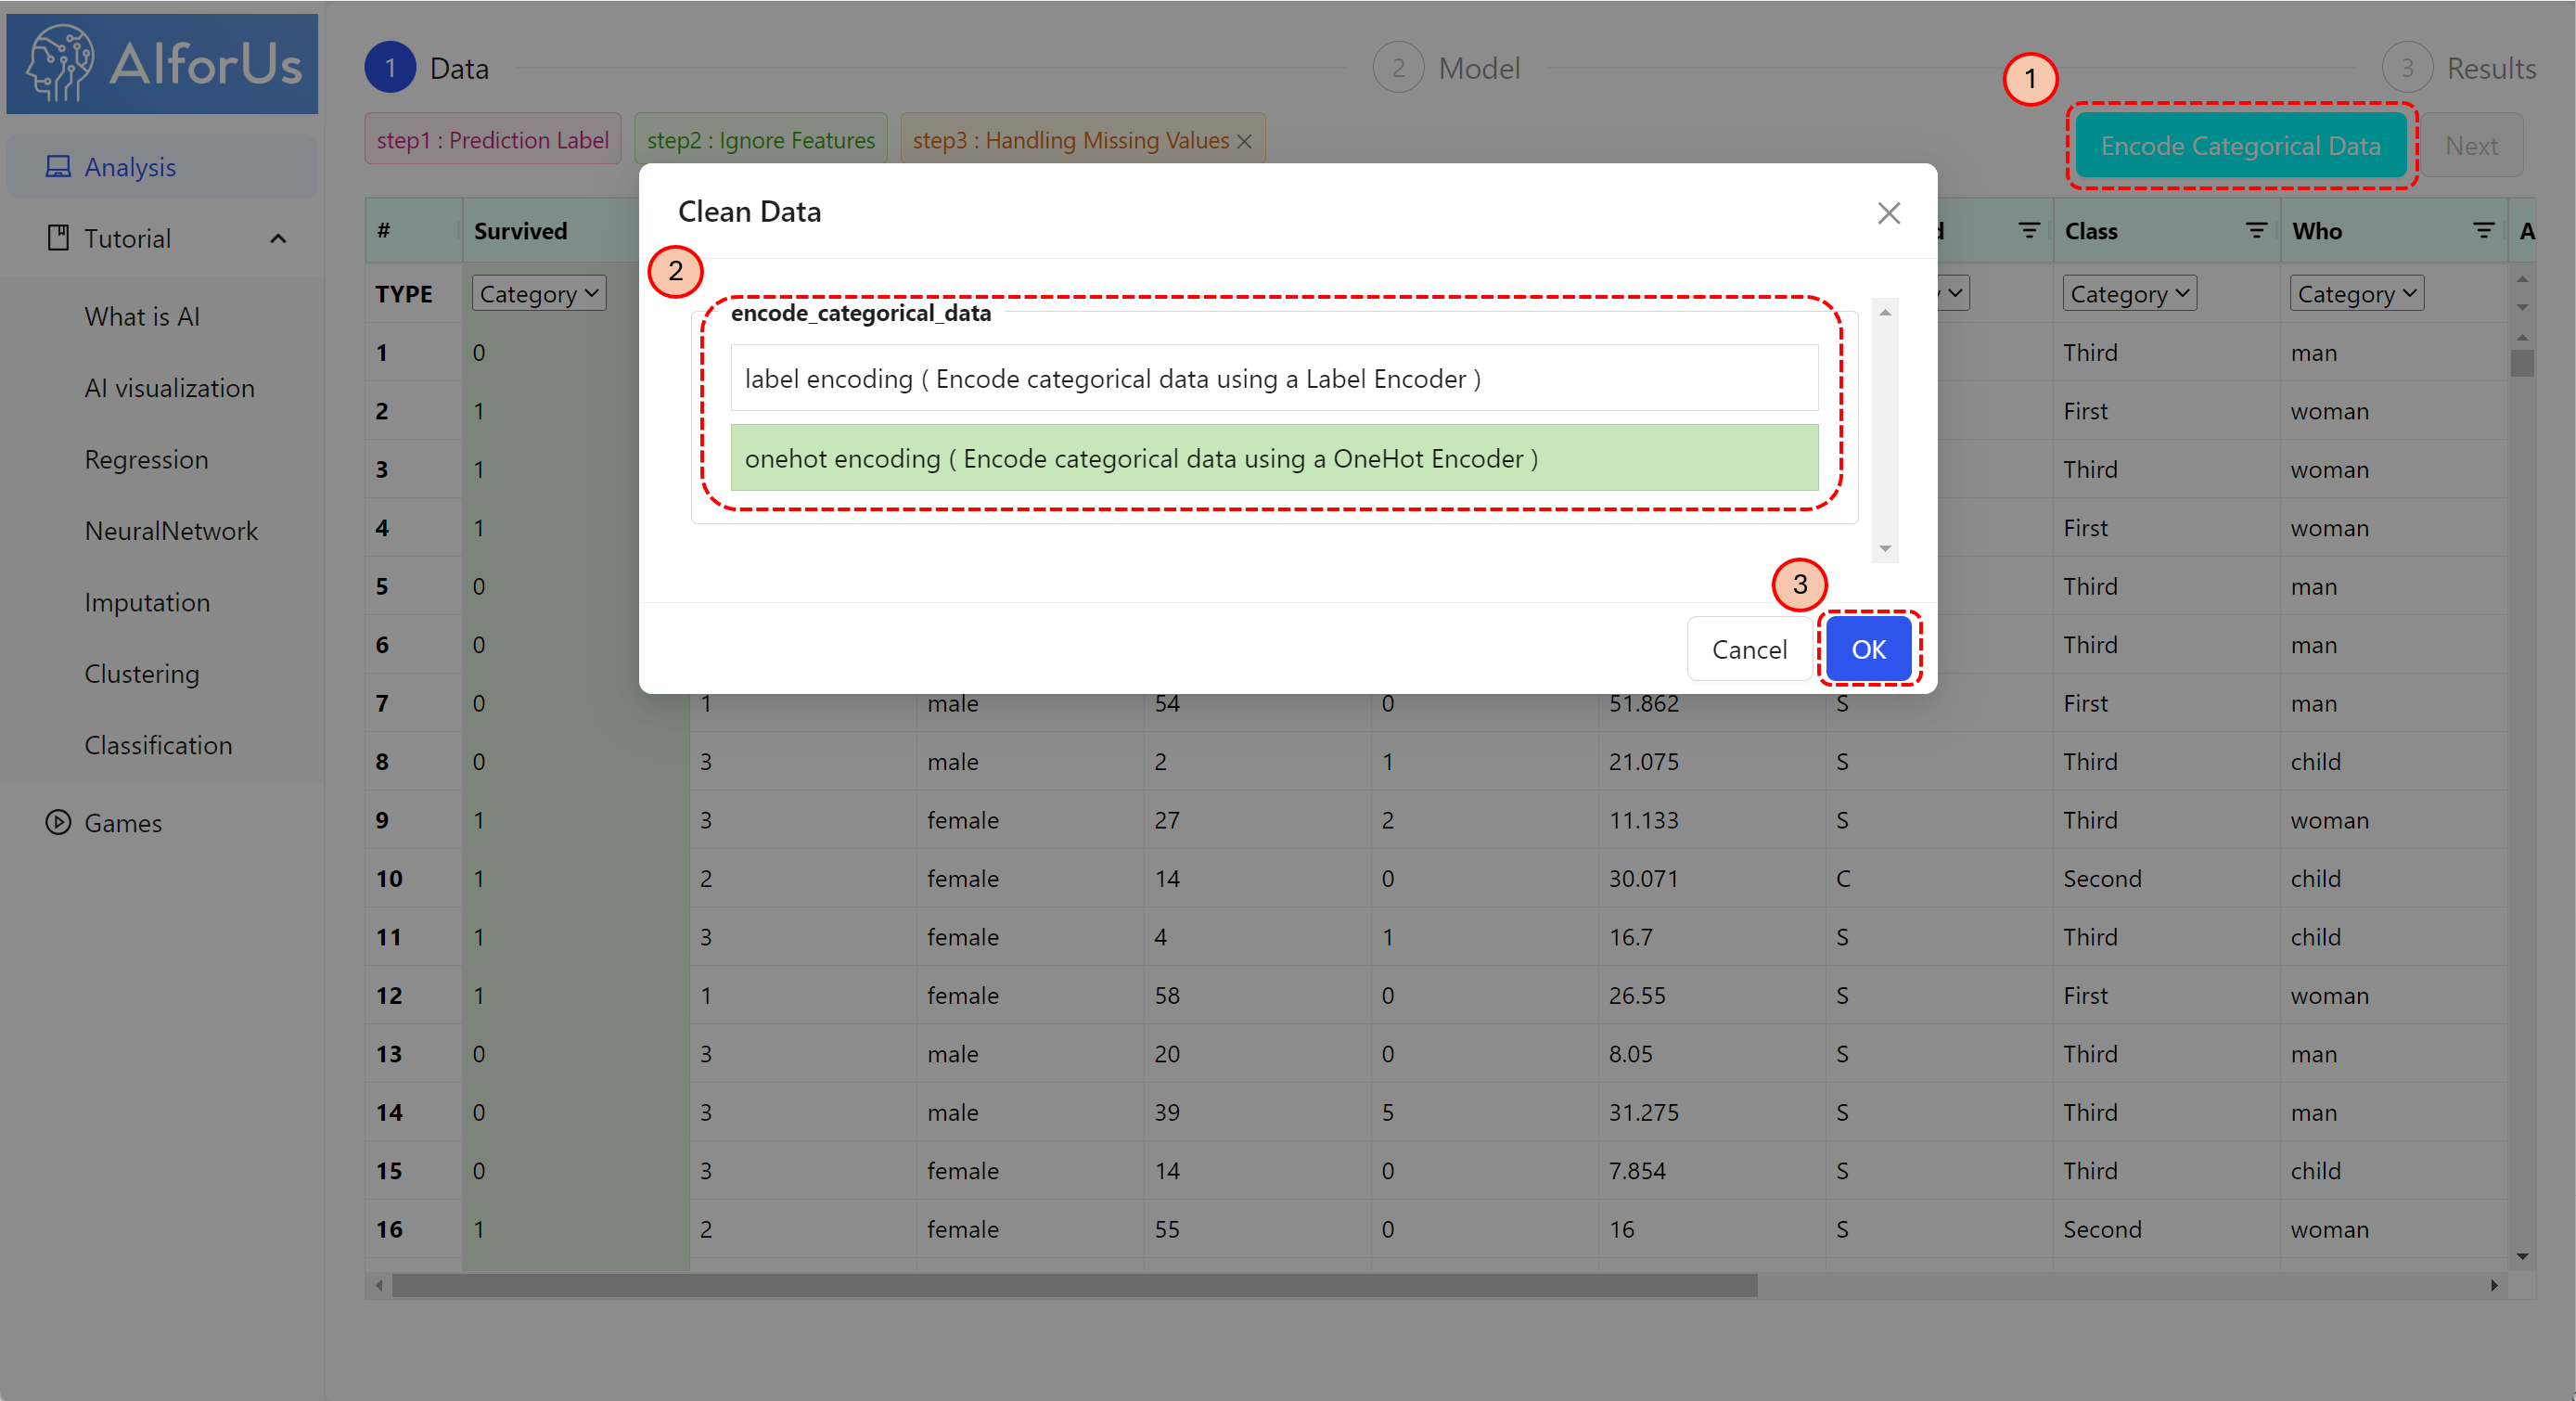 AIforUs
1 Data
2 Model
3 Results
1
step1 : Prediction Label
step2 : Ignore Features
step3 : Handling Missing Values
Encode Categorical Data
Next
Analysis
Tutorial
What is AI
AI visualization
Regression
NeuralNetwork
Imputation
Clustering
Classification
Games
Clean Data
2
encode_categorical_data
label encoding ( Encode categorical data using a Label Encoder )
onehot encoding ( Encode categorical data using a OneHot Encoder )
3
Cancel
OK
# Survived d Class Who A
TYPE Category Category Category
1 0 Third man
2 1 First woman
3 1 Third woman
4 1 First woman
5 0 Third man
6 0 Third man
7 0 1 male 54 0 51.862 S First man
8 0 3 male 2 1 21.075 S Third child
9 1 3 female 27 2 11.133 S Third woman
10 1 2 female 14 0 30.071 C Second child
11 1 3 female 4 1 16.7 S Third child
12 1 1 female 58 0 26.55 S First woman
13 0 3 male 20 0 8.05 S Third man
14 0 3 male 39 5 31.275 S Third man
15 0 3 female 14 0 7.854 S Third child
16 1 2 female 55 0 16 S Second woman